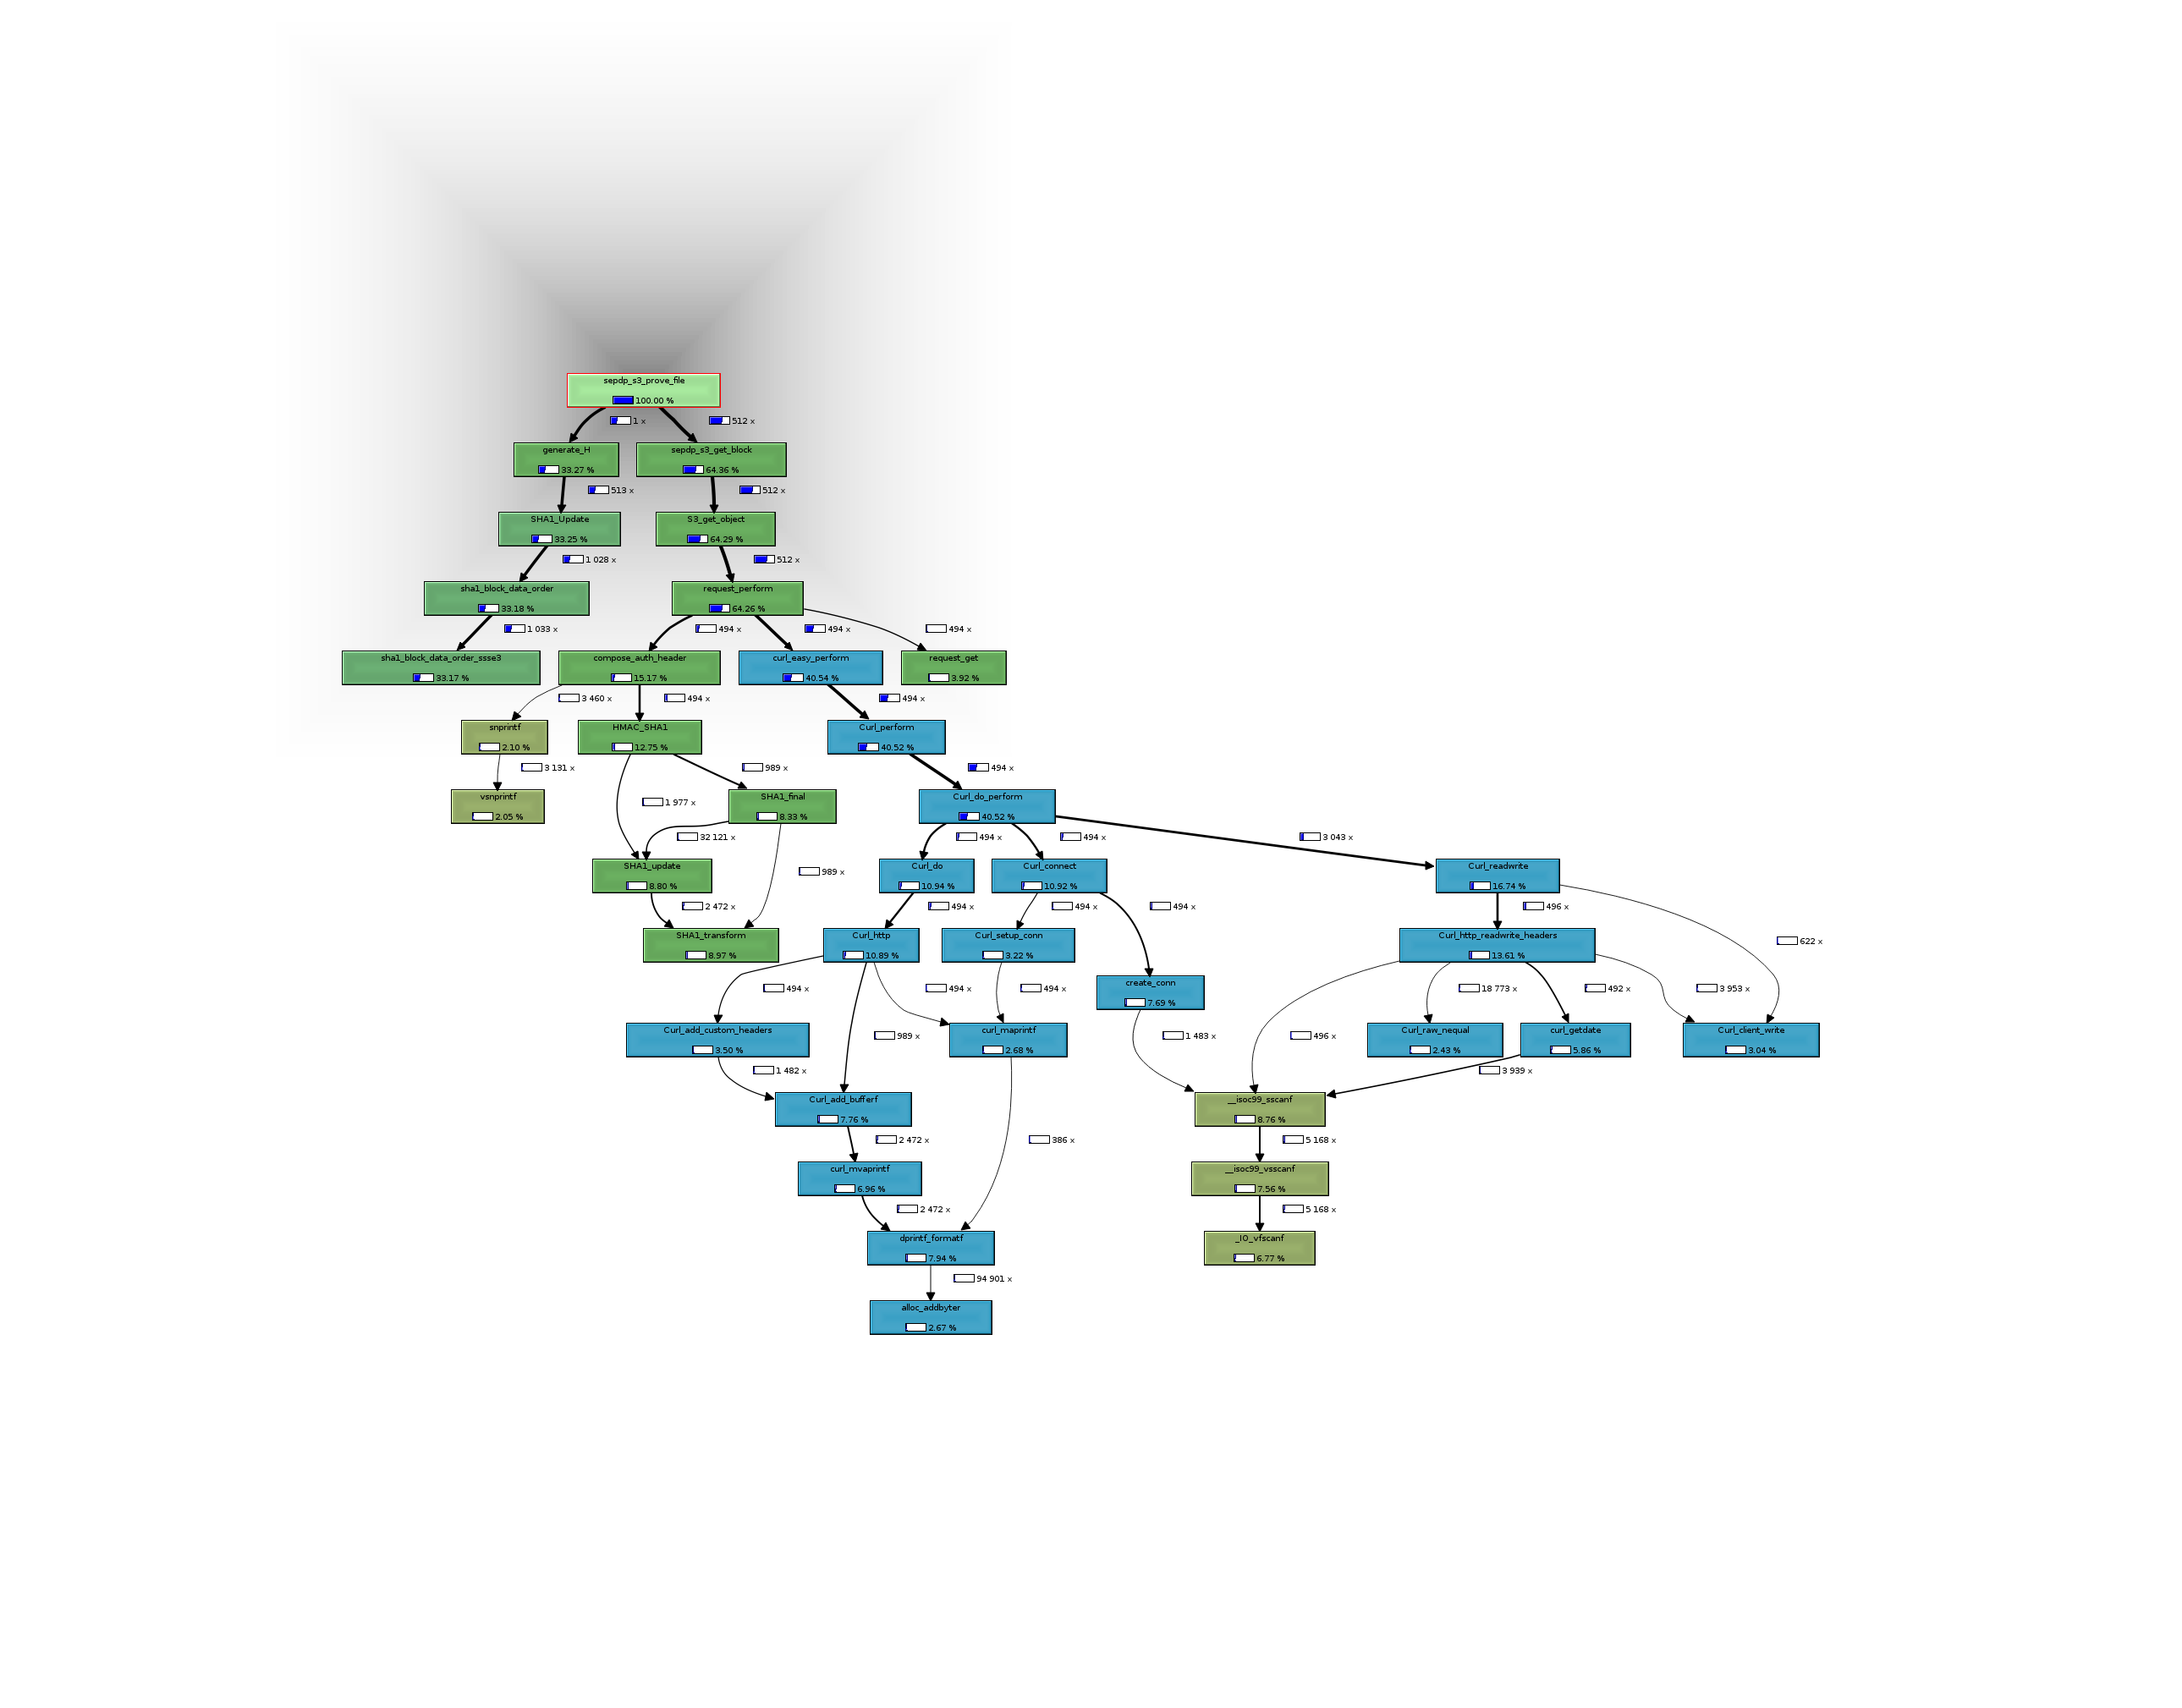 sepdp_s3_prove_file
100.00 %
1 x
512 x
generate_H
33.27 %
sepdp_s3_get_block
64.36 %
513 x
512 x
SHA1_Update
33.25 %
S3_get_object
64.29 %
1 028 x
512 x
sha1_block_data_order
33.18 %
request_perform
64.26 %
1 033 x
494 x
494 x
494 x
sha1_block_data_order_ssse3
33.17 %
compose_auth_header
15.17 %
curl_easy_perform
40.54 %
request_get
3.92 %
3 460 x
494 x
494 x
snprintf
2.10 %
HMAC_SHA1
12.75 %
Curl_perform
40.52 %
3 131 x
989 x
494 x
vsnprintf
2.05 %
1 977 x
SHA1_final
8.33 %
Curl_do_perform
40.52 %
32 121 x
494 x
494 x
3 043 x
SHA1_update
8.80 %
989 x
Curl_do
10.94 %
Curl_connect
10.92 %
Curl_readwrite
16.74 %
2 472 x
494 x
494 x
494 x
496 x
SHA1_transform
8.97 %
Curl_http
10.89 %
Curl_setup_conn
3.22 %
Curl_http_readwrite_headers
13.61 %
622 x
create_conn
7.69 %
494 x
494 x
494 x
18 773 x
492 x
3 953 x
Curl_add_custom_headers
3.50 %
989 x
curl_maprintf
2.68 %
1 483 x
496 x
Curl_raw_nequal
2.43 %
curl_getdate
5.86 %
Curl_client_write
3.04 %
1 482 x
3 939 x
Curl_add_bufferf
7.76 %
__isoc99_sscanf
8.76 %
2 472 x
386 x
5 168 x
curl_mvaprintf
6.96 %
__isoc99_vsscanf
7.56 %
2 472 x
5 168 x
dprintf_formatf
7.94 %
_IO_vfscanf
6.77 %
94 901 x
alloc_addbyter
2.67 %